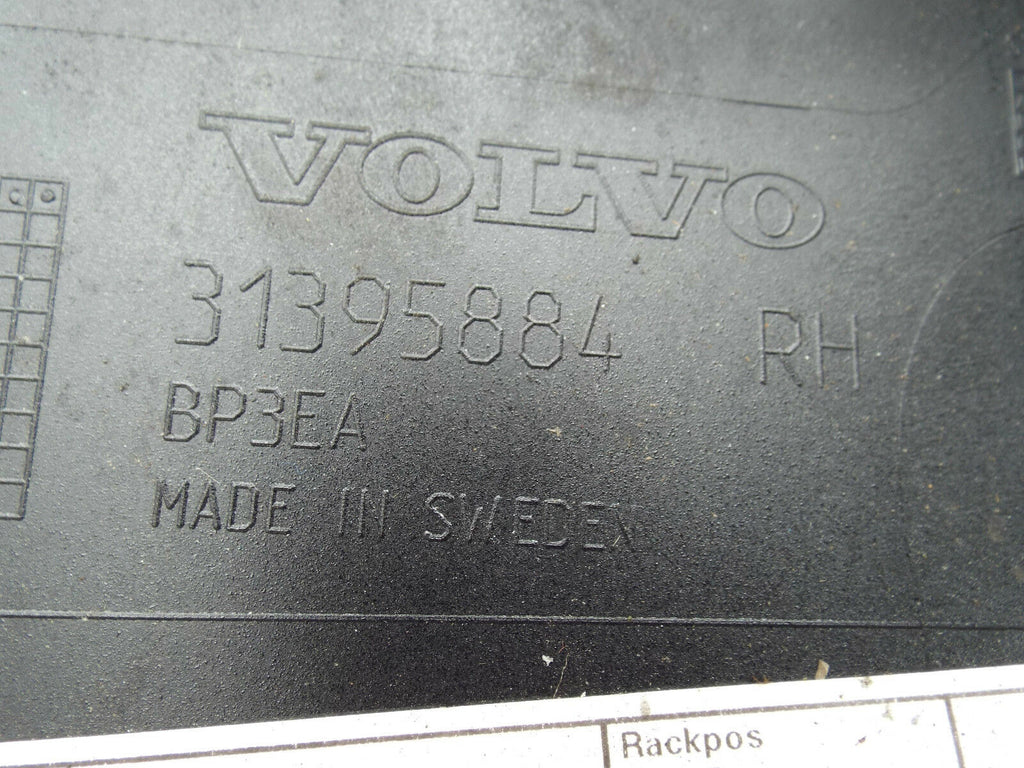 VOLVO
31395884 RH
BP3EA
MADE IN SWEDEN
Rackpos